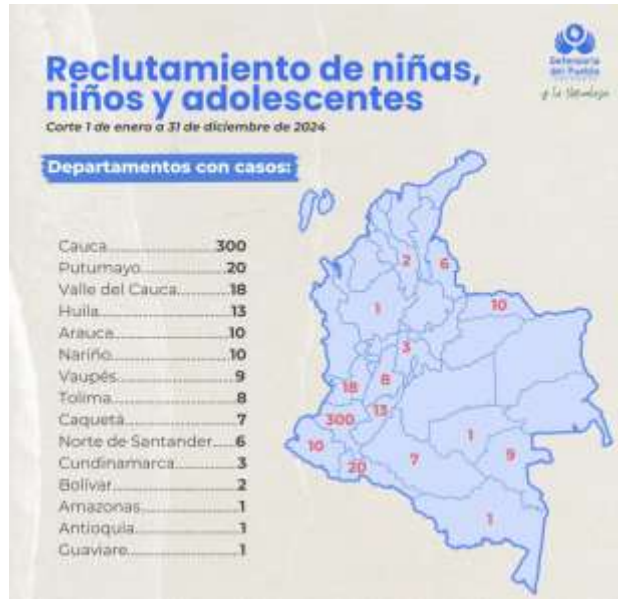 Defensoría
del Pueblo
y la Naturaleza
Reclutamiento de niñas,
niños y adolescentes
Corte 1 de enero a 31 de diciembre de 2024
Departamentos con casos:
Cauca 300
Putumayo 20
Valle del Cauca 18
Huila 13
Arauca 10
Nariño 10
Vaupés 9
Tolima 8
Caquetá 7
Norte de Santander 6
Cundinamarca 3
Bolívar 2
Amazonas 1
Antioquia 1
Guaviare 1
2
6
1
10
3
8
18
13
300
1
10
9
20
7
1